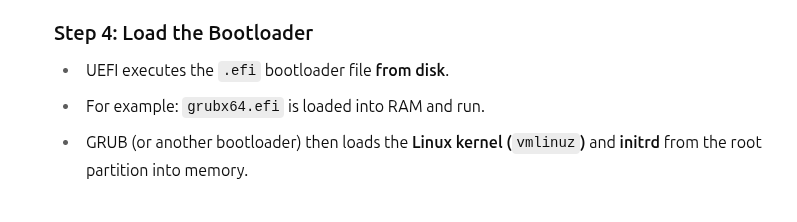 Step 4: Load the Bootloader
• UEFI executes the .efi bootloader file from disk.
• For example: grubx64.efi is loaded into RAM and run.
• GRUB (or another bootloader) then loads the Linux kernel (vmlinuz) and initrd from the root
partition into memory.